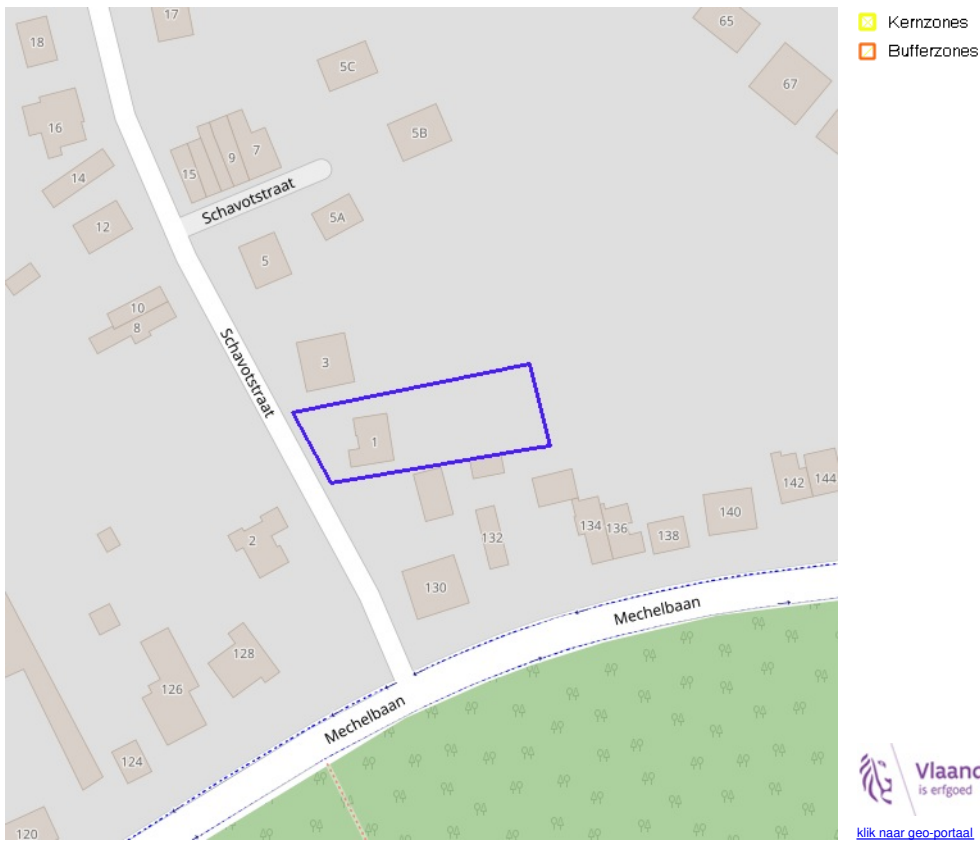 17
65
18
5C
67
16
5B
15
9
7
14
Schavotstraat
5A
12
5
10
8
Schavotstraat
3
1
142
144
140
134
136
138
132
2
130
Mechelbaan
128
126
Mechelbaan
124
120
Kernzones
Bufferzones
Vlaand
is erfgoed
klik naar geo-portaal